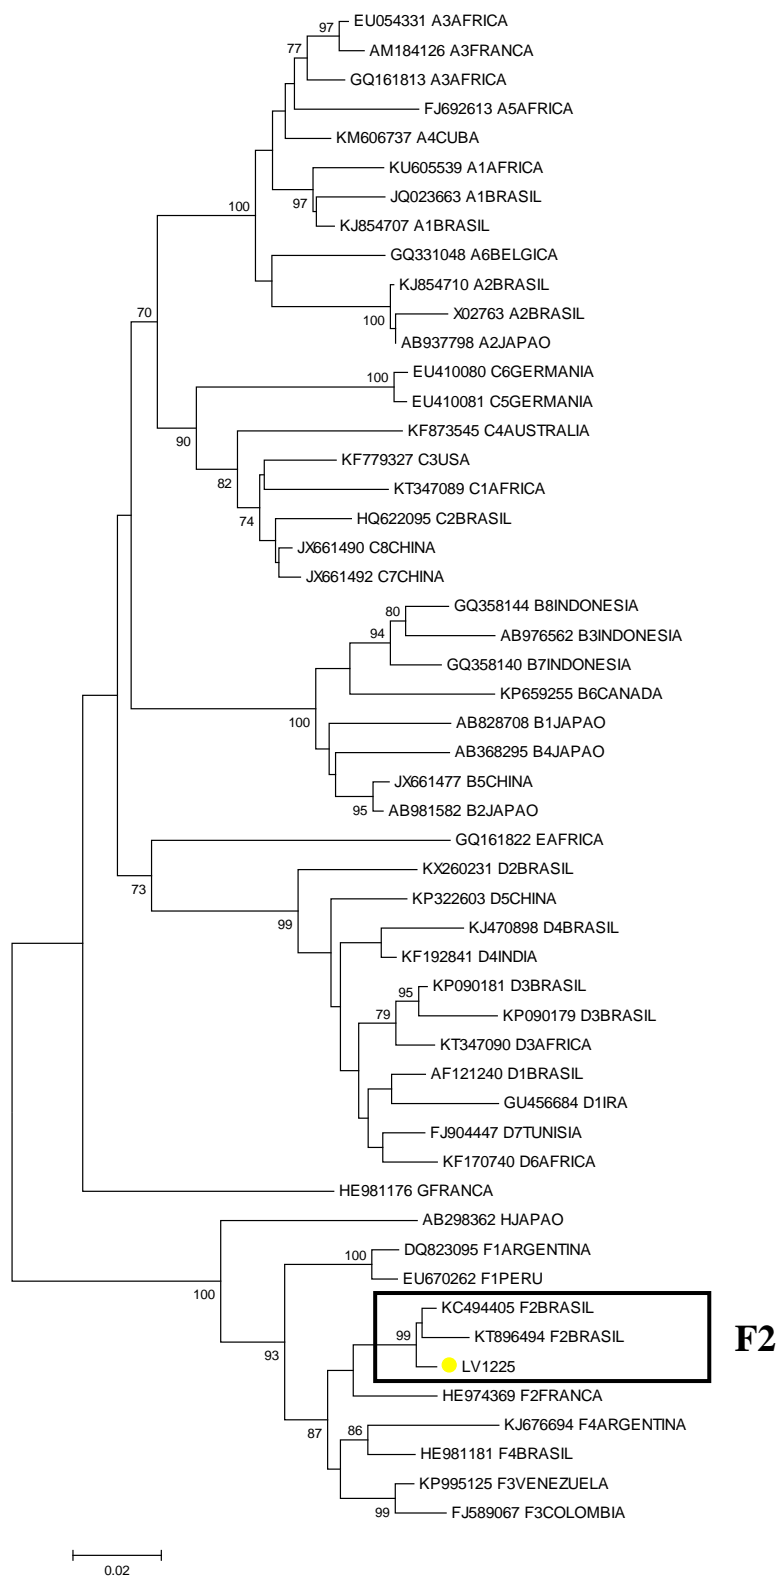 EU054331 A3AFRICA
97
AM184126 A3FRANCA
77
GQ161813 A3AFRICA
FJ692613 A5AFRICA
KM606737 A4CUBA
KU605539 A1AFRICA
JQ023663 A1BRASIL
97
100
KJ854707 A1BRASIL
GQ331048 A6BELGICA
KJ854710 A2BRASIL
70
X02763 A2BRASIL
100
AB937798 A2JAPAO
EU410080 C6GERMANIA
100
EU410081 C5GERMANIA
KF873545 C4AUSTRALIA
90
KF779327 C3USA
82
KT347089 C1AFRICA
HQ622095 C2BRASIL
74
JX661490 C8CHINA
JX661492 C7CHINA
GQ358144 B8INDONESIA
80
AB976562 B3INDONESIA
94
GQ358140 B7INDONESIA
KP659255 B6CANADA
100
AB828708 B1JAPAO
AB368295 B4JAPAO
JX661477 B5CHINA
95
AB981582 B2JAPAO
GQ161822 EAFRICA
KX260231 D2BRASIL
73
KP322603 D5CHINA
99
KJ470898 D4BRASIL
KF192841 D4INDIA
KP090181 D3BRASIL
95
KP090179 D3BRASIL
79
KT347090 D3AFRICA
AF121240 D1BRASIL
GU456684 D1IRA
FJ904447 D7TUNISIA
KF170740 D6AFRICA
HE981176 GFRANCA
AB298362 HJAPAO
DQ823095 F1ARGENTINA
100
EU670262 F1PERU
100
KC494405 F2BRASIL
99
KT896494 F2BRASIL
F2
93
LV1225
HE974369 F2FRANCA
KJ676694 F4ARGENTINA
87
86
HE981181 F4BRASIL
KP995125 F3VENEZUELA
99
FJ589067 F3COLOMBIA
0.02